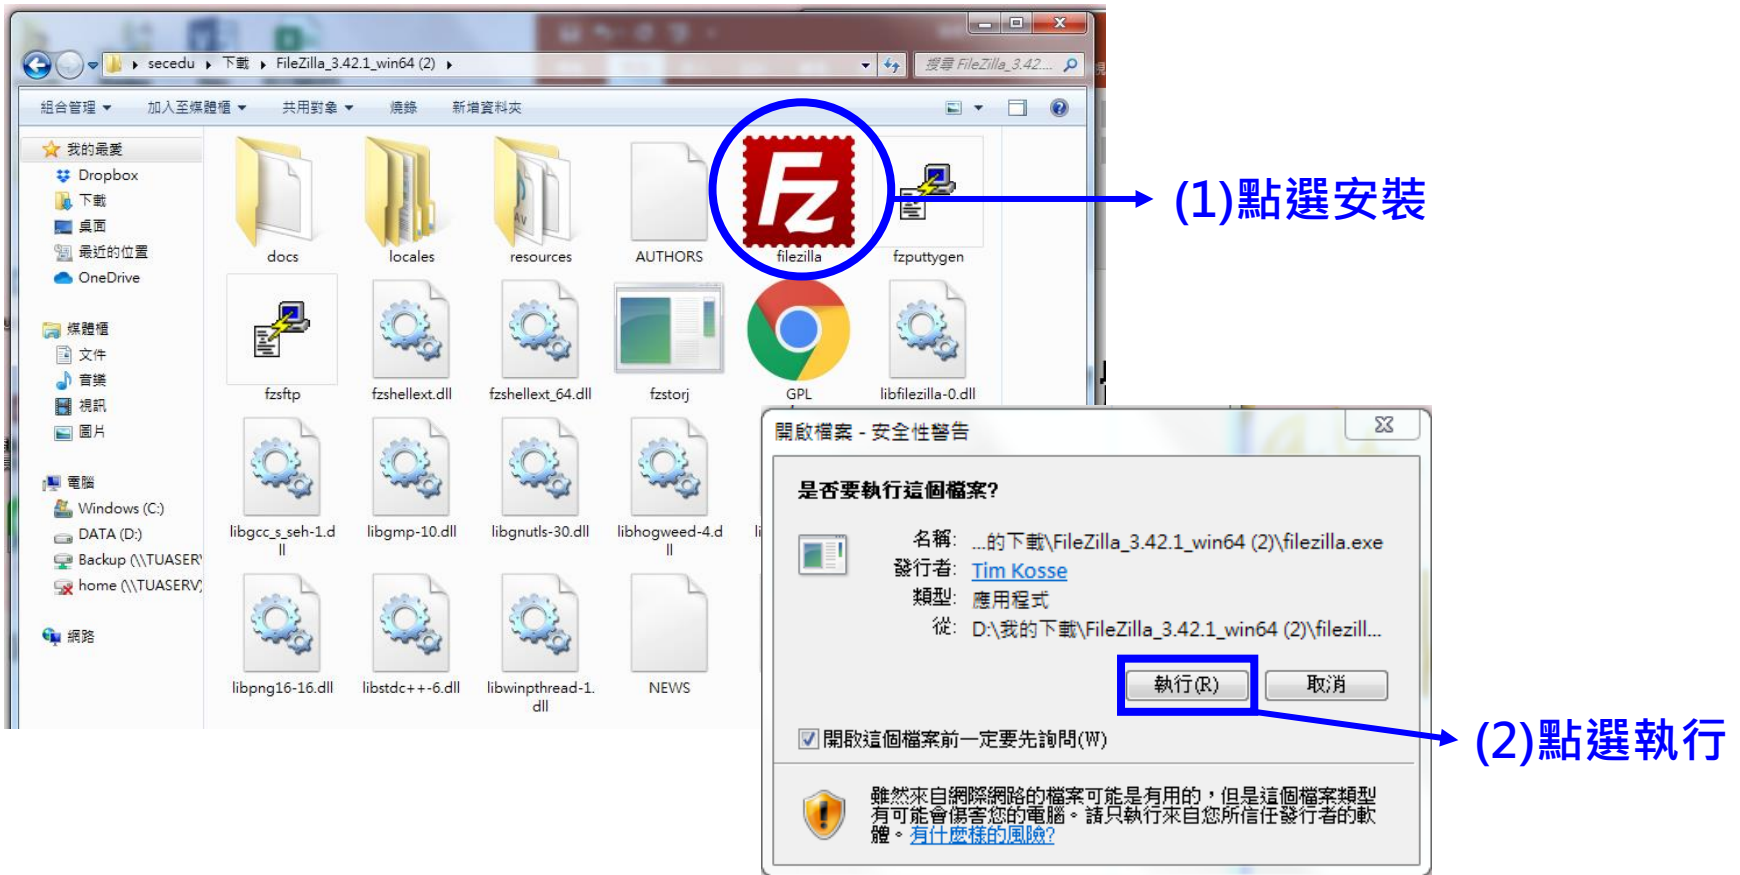 secedu ▸ 下載 ▸ FileZilla_3.42.1_win64 (2) ▸
搜尋 FileZilla_3.42....
組合管理 ▼ 加入至媒體櫃 ▼ 共用對象 ▼ 燒錄 新增資料夾
我的最愛
Dropbox
下載
桌面
最近的位置
OneDrive
媒體櫃
文件
音樂
視訊
圖片
電腦
Windows (C:)
DATA (D:)
Backup (\\TUASER
home (\\TUASERV)
網路
docs
locales
resources
AUTHORS
filezilla
fzputtygen
fzsftp
fzshellext.dll
fzshellext_64.dll
fzstorj
GPL
libfilezilla-0.dll
libgcc_s_seh-1.d
ll
libgmp-10.dll
libgnutls-30.dll
libhogweed-4.d
ll
libpng16-16.dll
libstdc++-6.dll
libwinpthread-1.
dll
NEWS
(1)點選安裝
開啟檔案 - 安全性警告
是否要執行這個檔案?
名稱: ...的下載\FileZilla_3.42.1_win64 (2)\filezilla.exe
發行者: Tim Kosse
類型: 應用程式
從: D:\我的下載\FileZilla_3.42.1_win64 (2)\filezill...
執行(R) 取消
開啟這個檔案前一定要先詢問(W)
雖然來自網際網路的檔案可能是有用的，但是這個檔案類型
有可能會傷害您的電腦。請只執行來自您所信任發行者的軟
體。有什麼樣的風險?
(2)點選執行